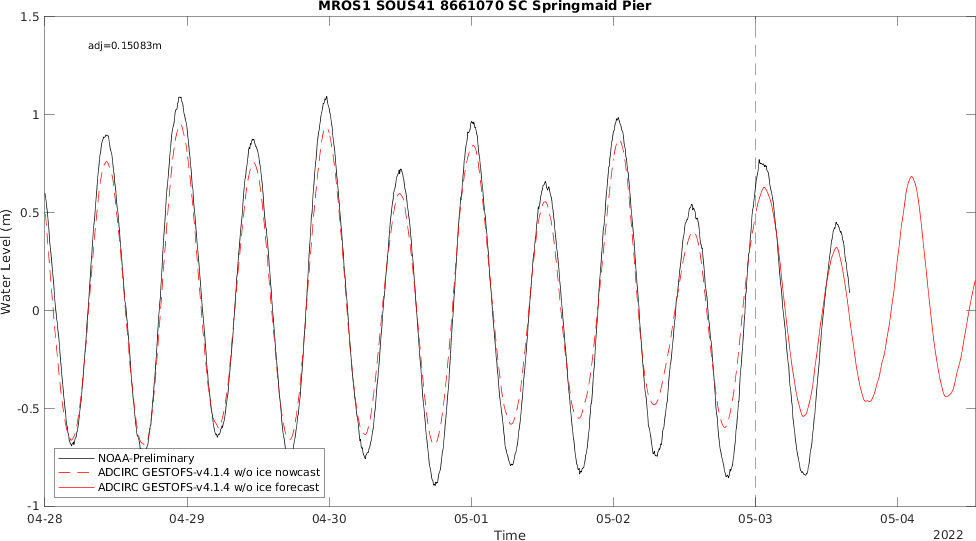 MROS1 SOUS41 8661070 SC Springmaid Pier
adj=0.15083m
1.5
1
0.5
0
-0.5
-1
Water Level (m)
NOAA-Preliminary
ADCIRC GESTOFS-v4.1.4 w/o ice nowcast
ADCIRC GESTOFS-v4.1.4 w/o ice forecast
04-28
04-29
04-30
05-01
05-02
05-03
05-04
Time
2022